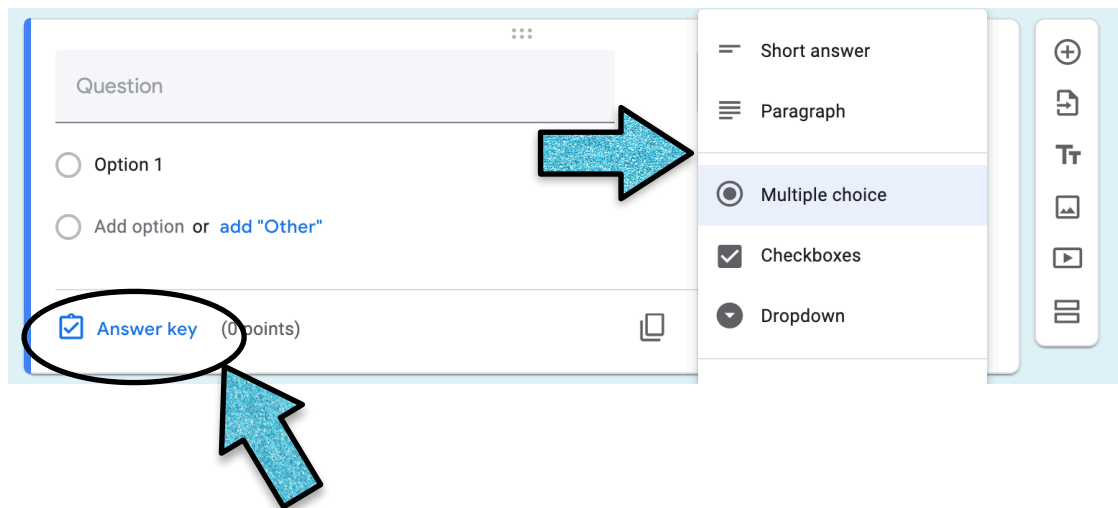 Question
Option 1
Add option or add "Other"
Answer key (0 points)
Short answer
Paragraph
Multiple choice
Checkboxes
Dropdown
Tт